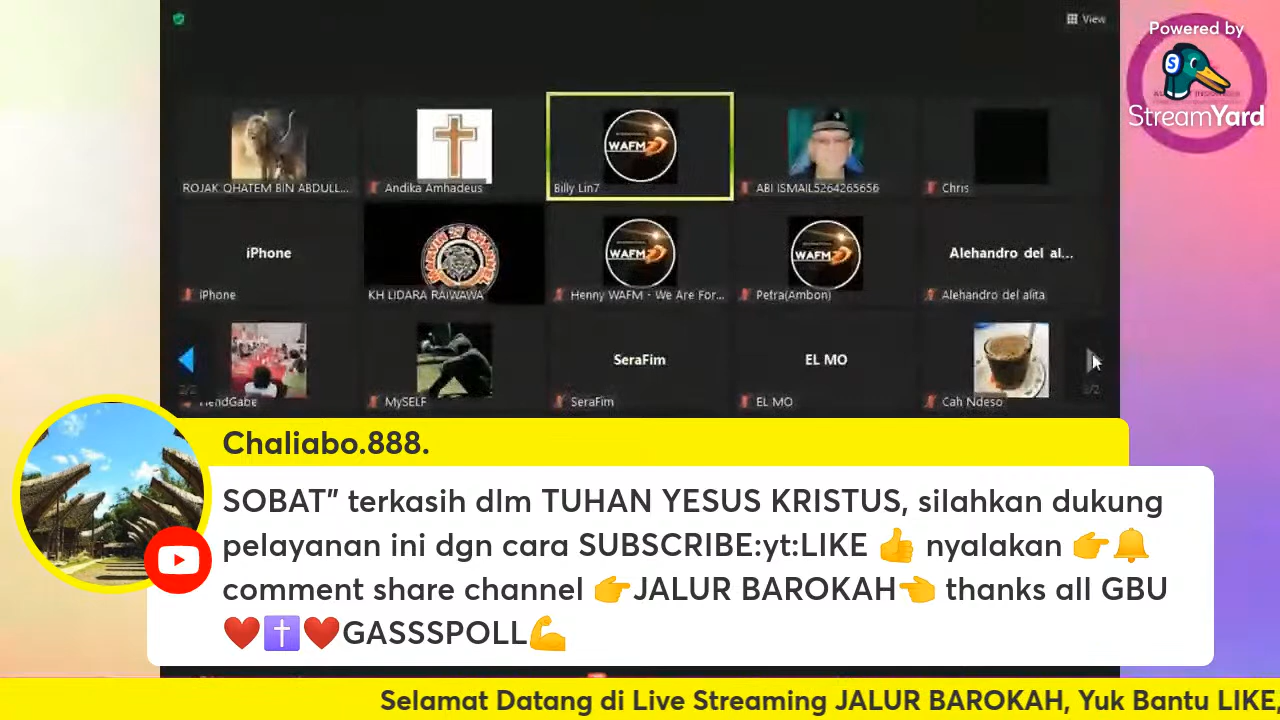 View
Powered by
StreamYard
WAFM
ROJAK QHATEM BIN ABDULL...
Andika Amhadeus
Billy Lin7
ABI ISMAIL5264265656
Chris
iPhone
WAFM
WAFM
Alehandro del al...
iPhone
KH LIDARA RAIWAWA
Henny WAFM - We Are For...
Petra(Ambon)
Alehandro del alita
SeraFim
EL MO
2/2
MySELF
SeraFim
EL MO
Cah Ndeso
2/2
Chaliabo.888.
SOBAT” terkasih dlm TUHAN YESUS KRISTUS, silahkan dukung
pelayanan ini dgn cara SUBSCRIBE:yt:LIKE 👍 nyalakan 👉🔔
comment share channel 👉JALUR BAROKAH👈 thanks all GBU
❤️✝️❤️GASSSPOLL💪
Selamat Datang di Live Streaming JALUR BAROKAH, Yuk Bantu LIKE,